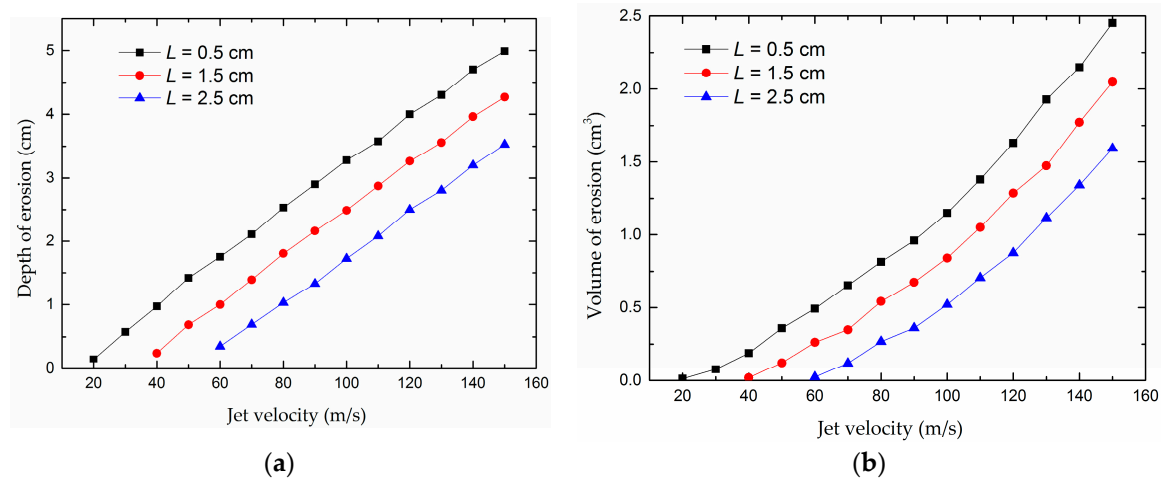 L = 0.5 cm
L = 1.5 cm
L = 2.5 cm
Depth of erosion (cm)
5
4
3
2
1
0
20 40 60 80 100 120 140 160
Jet velocity (m/s)
(a)
L = 0.5 cm
L = 1.5 cm
L = 2.5 cm
Volume of erosion (cm³)
2.5
2.0
1.5
1.0
0.5
0.0
20 40 60 80 100 120 140 160
Jet velocity (m/s)
(b)